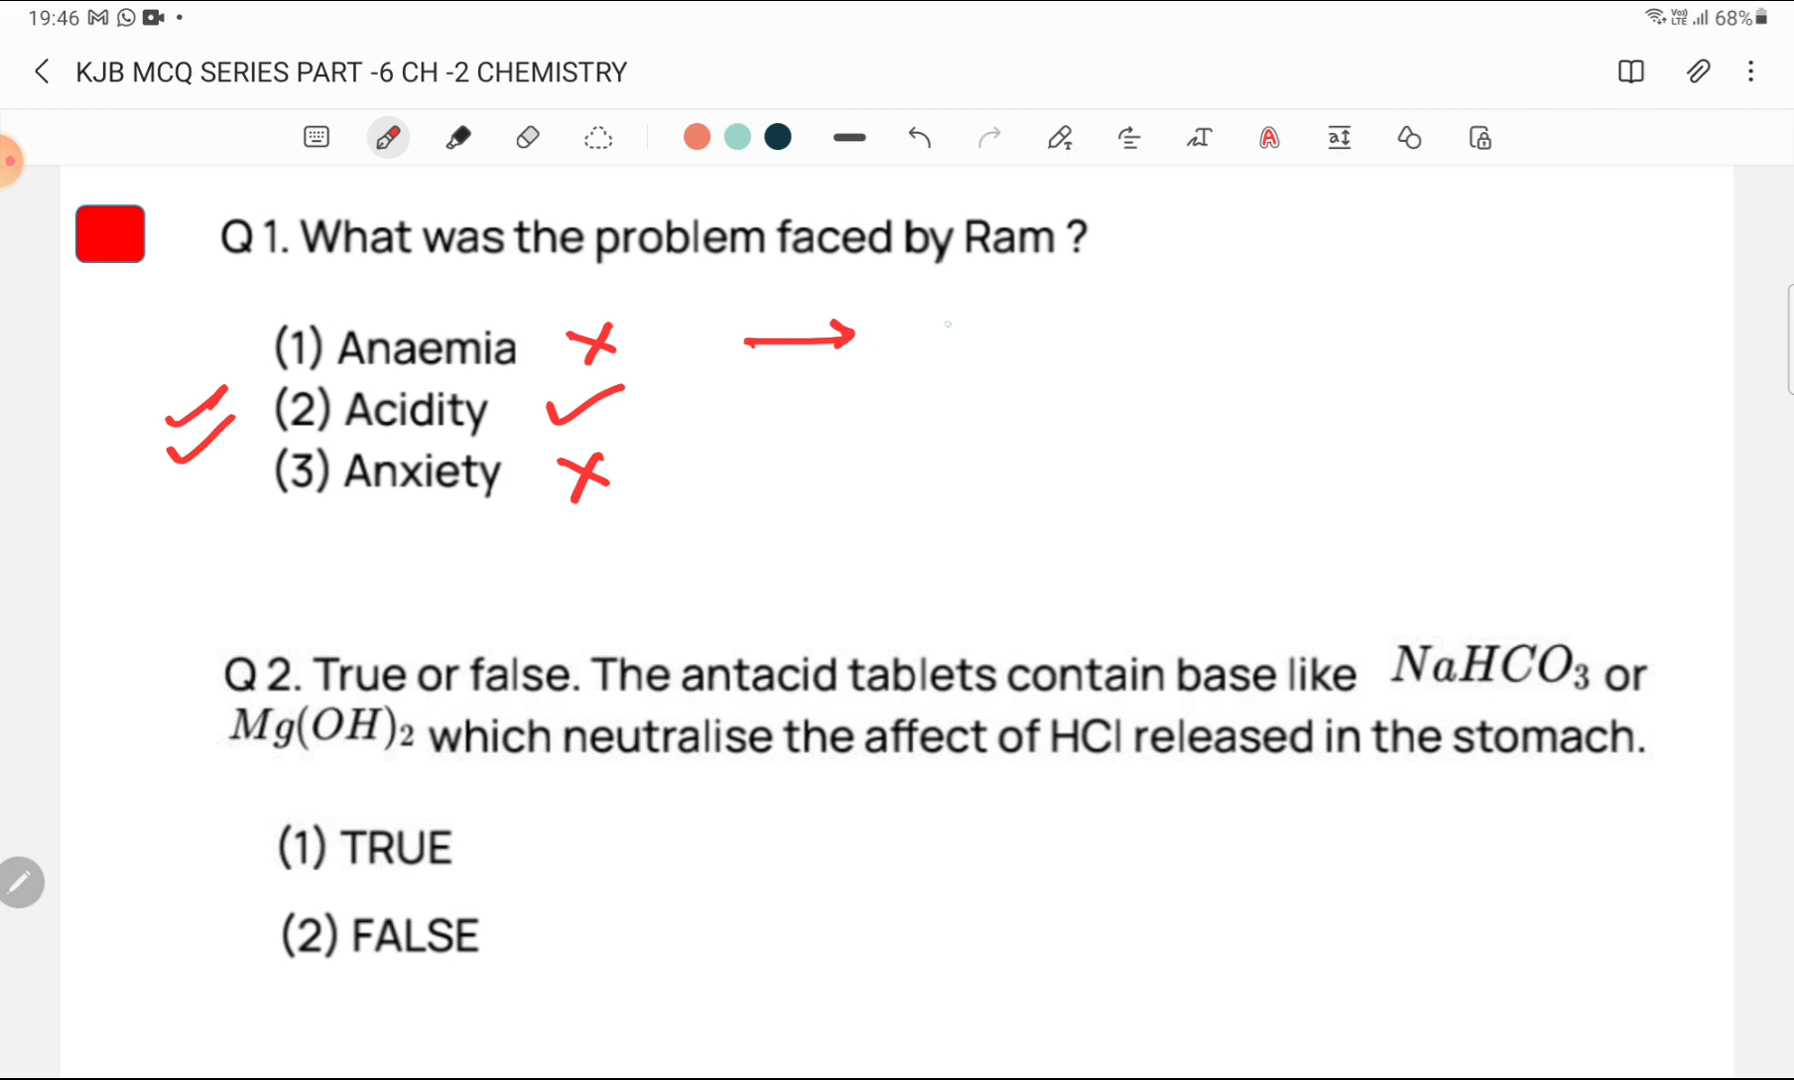 19:46 68%
KJB MCQ SERIES PART -6 CH -2 CHEMISTRY
Q 1. What was the problem faced by Ram ?
(1) Anaemia
(2) Acidity
(3) Anxiety
Q 2. True or false. The antacid tablets contain base like NaHCO₃ or
Mg(OH)₂ which neutralise the affect of HCl released in the stomach.
(1) TRUE
(2) FALSE